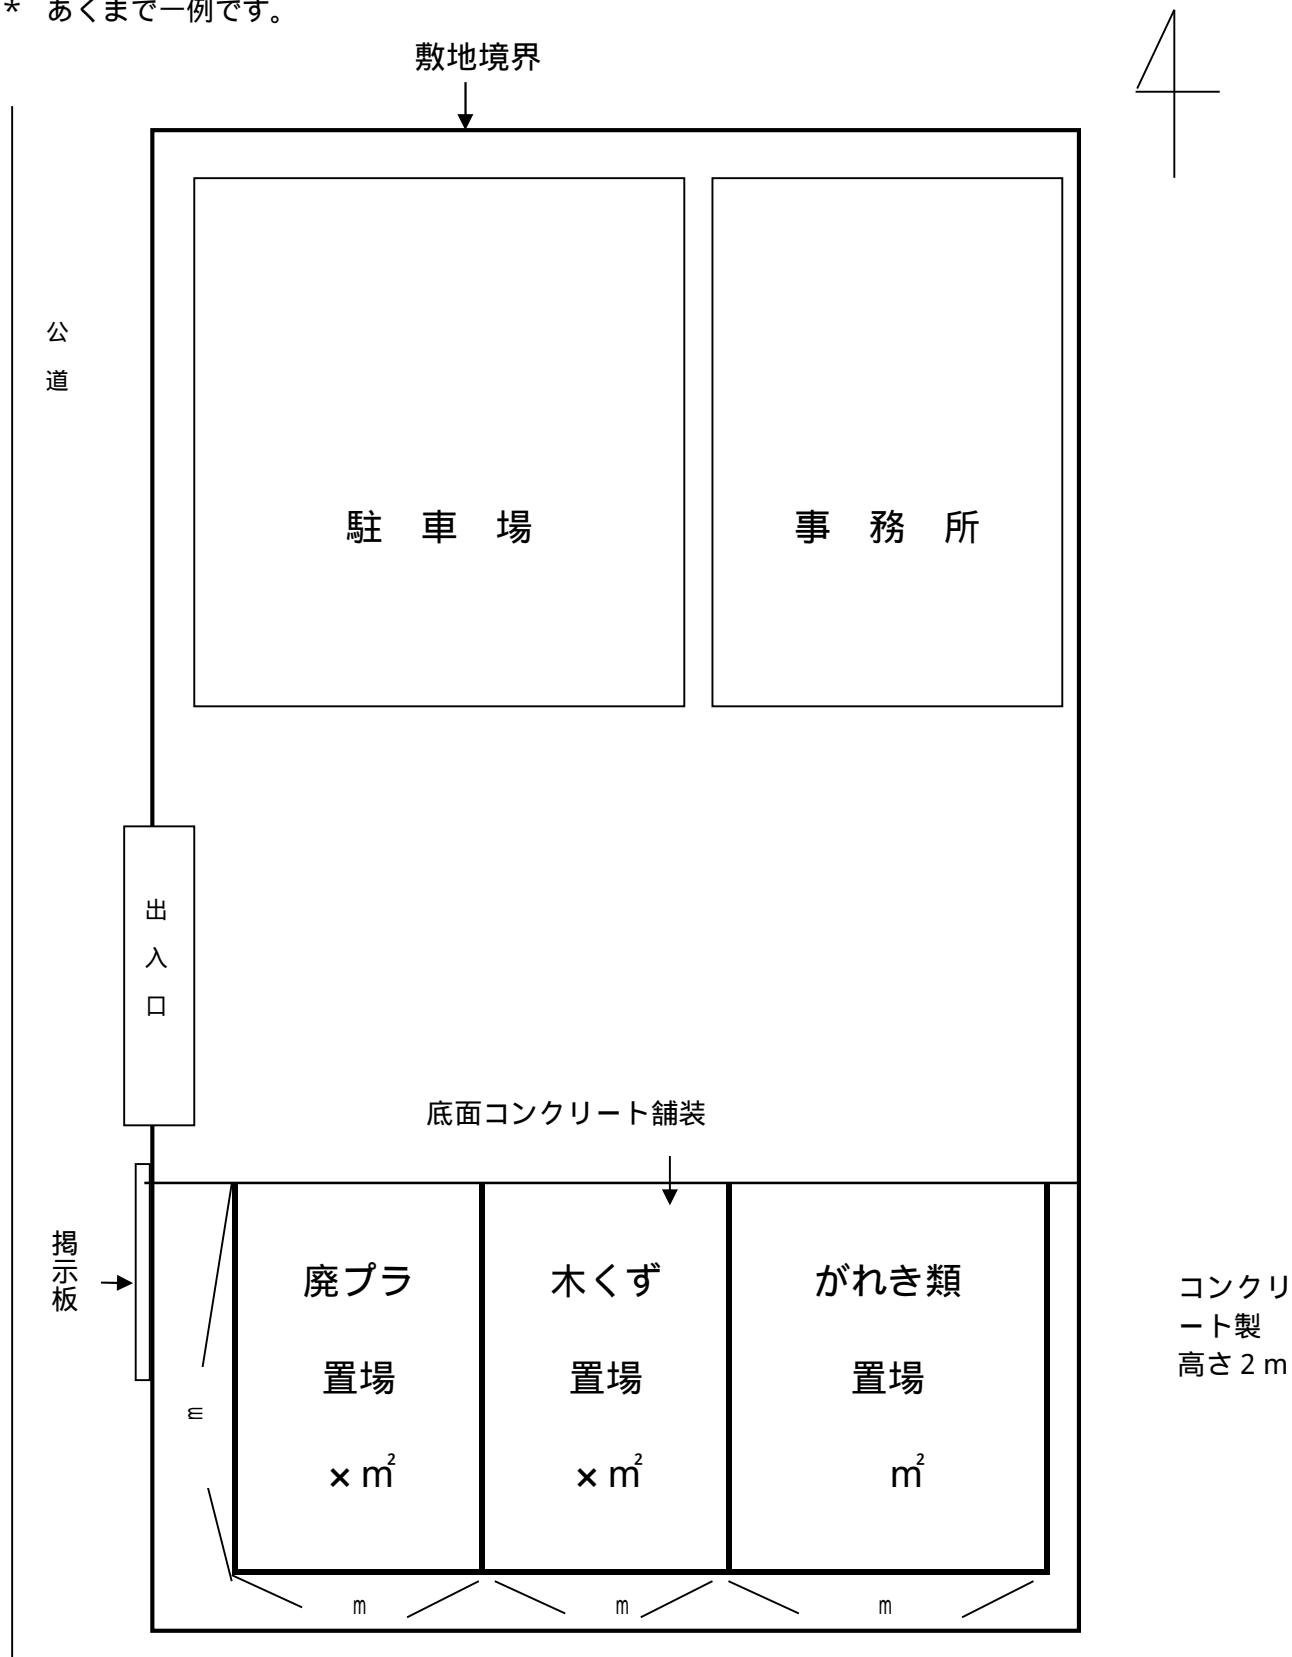 * あくまで一例です。
敷地境界
公
道
駐 車 場
事 務 所
出
入
口
底面コンクリート舗装
掲示板
廃プラ
置場
×㎡
木くず
置場
×㎡
がれき類
置場
㎡
コンクリ
ート製
高さ2m
m
m
m
m